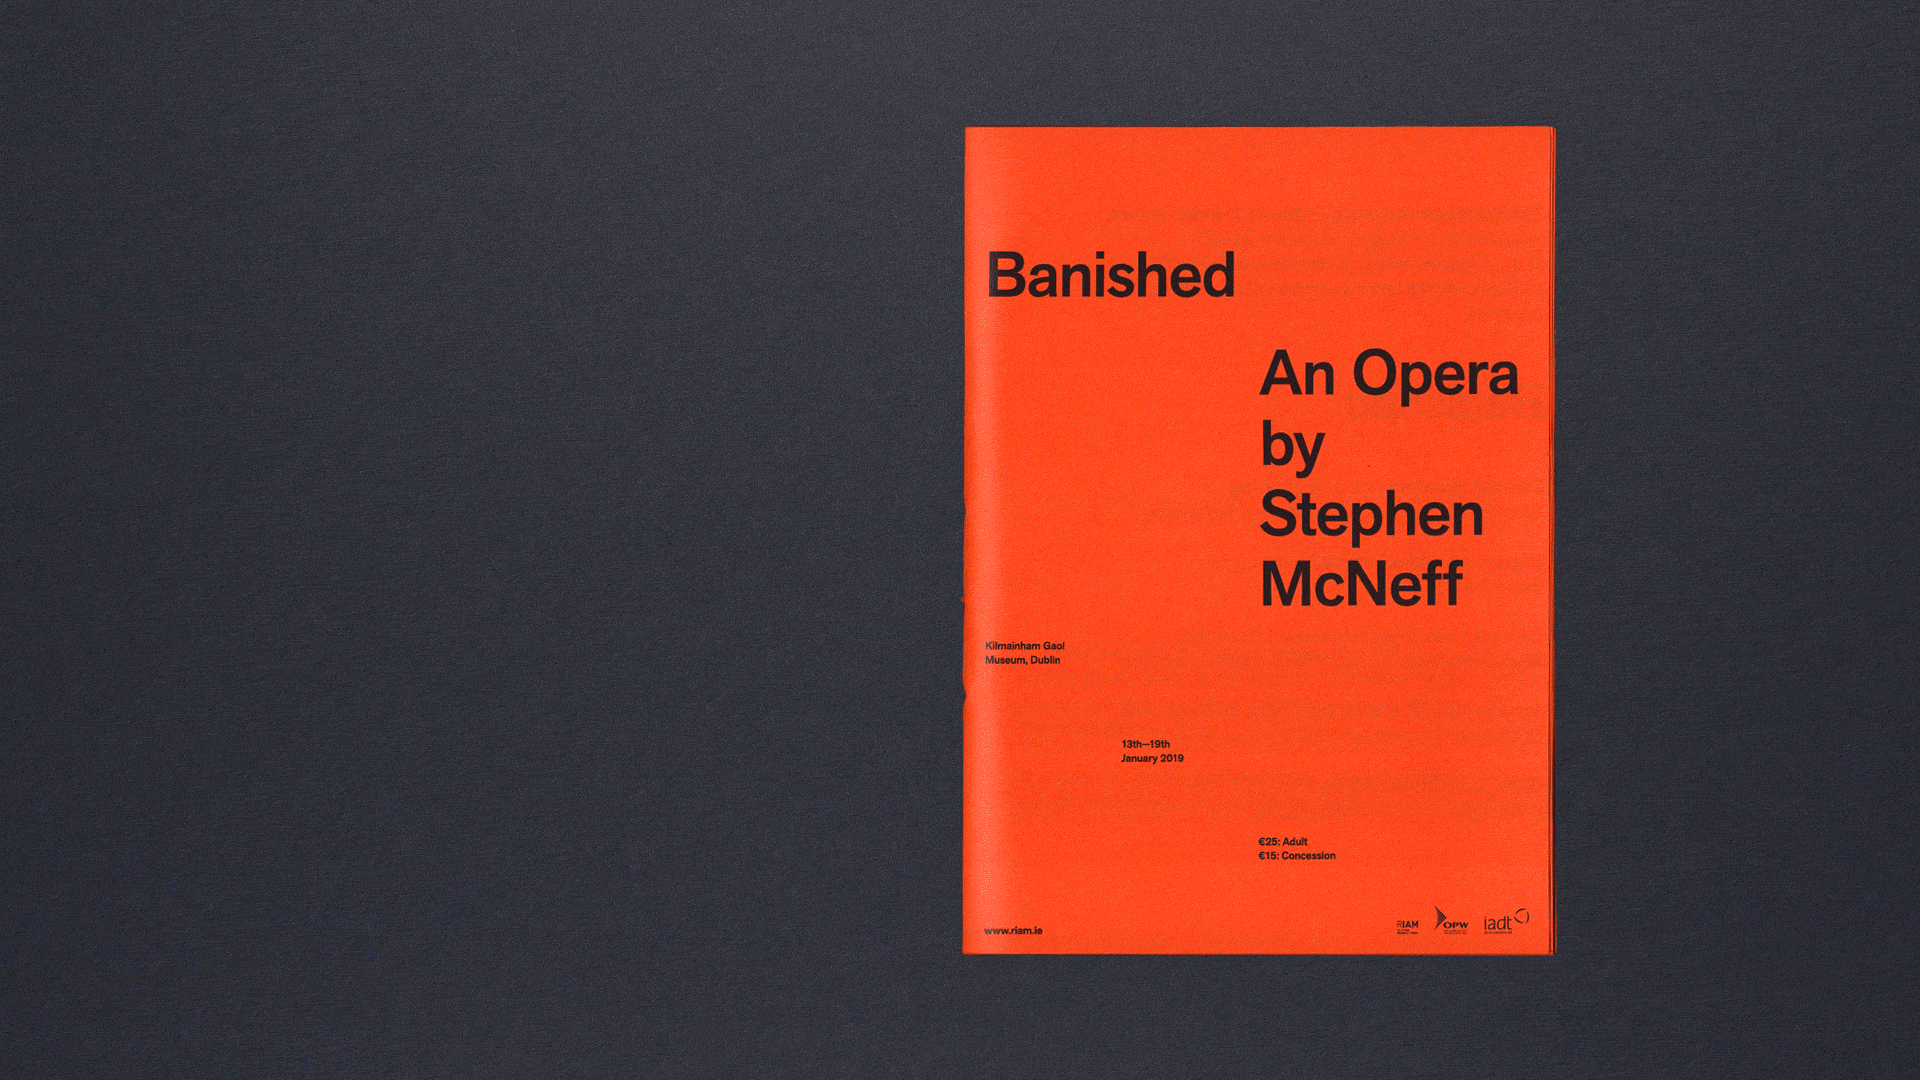 Banished
An Opera
by
Stephen
McNeff
Kilmainham Gaol
Museum, Dublin
13th—19th
January 2019
€25: Adult
€15: Concession
www.riam.ie
RIAM
OPW
iadt